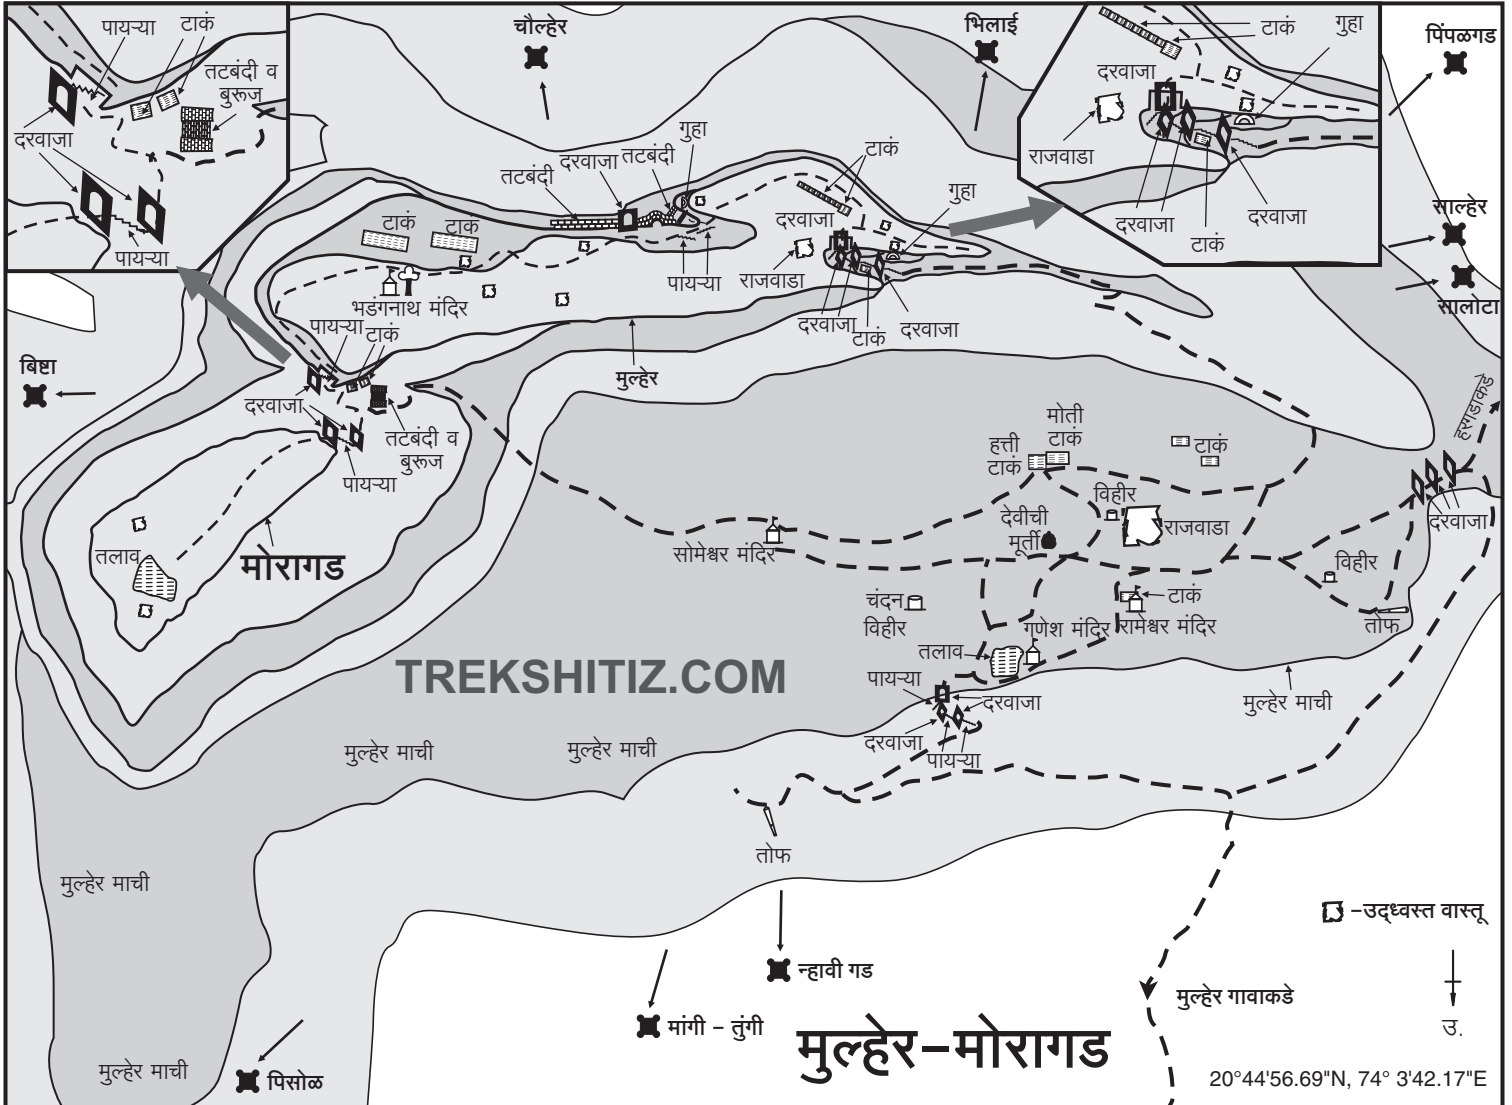 पायऱ्या
टाकं
तटबंदी व
बुरूज
दरवाजा
पायऱ्या
चौल्हेर
भिलाई
टाकं
गुहा
दरवाजा
राजवाडा
दरवाजा
टाकं
दरवाजा
पिंपळगड
साल्हेर
सालोटा
गुहा
दरवाजा
तटबंदी
तटबंदी
टाकं
गुहा
टाकं
टाकं
दरवाजा
राजवाडा
पायऱ्या
भडंगनाथ मंदिर
दरवाजा
टाकं
दरवाजा
पायऱ्या
टाकं
मुल्हेर
बिष्टा
दरवाजा
तटबंदी व
बुरूज
पायऱ्या
हरगडाकडे
मोती
टाकं
हत्ती
टाकं
टाकं
विहीर
देवीची
मूर्ती
राजवाडा
दरवाजा
सोमेश्वर मंदिर
तलाव
मोरागड
विहीर
चंदन
विहीर
टाकं
गणेश मंदिर
रामेश्वर मंदिर
तोफ
तलाव
TREKSHITIZ.COM
पायऱ्या
दरवाजा
मुल्हेर माची
दरवाजा
पायऱ्या
मुल्हेर माची
मुल्हेर माची
तोफ
मुल्हेर माची
-उद्ध्वस्त वास्तू
न्हावी गड
मुल्हेर गावाकडे
मांगी - तुंगी
उ.
मुल्हेर-मोरागड
मुल्हेर माची
पिसोळ
20°44'56.69"N, 74° 3'42.17"E